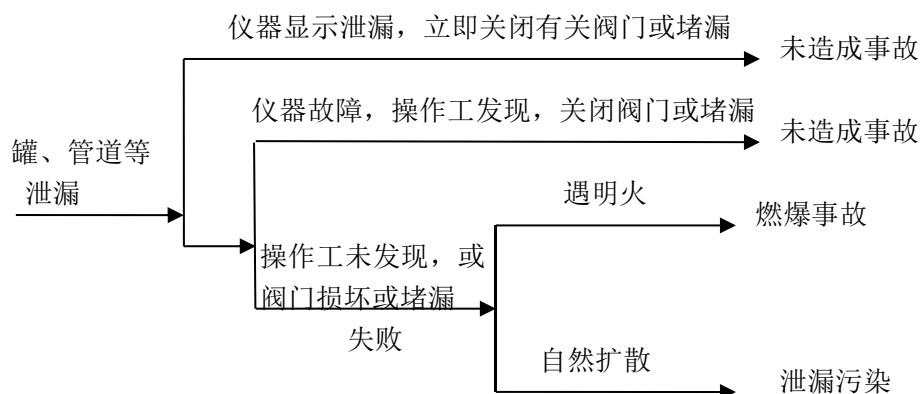 仪器显示泄漏，立即关闭有关阀门或堵漏
未造成事故
仪器故障，操作工发现，关闭阀门或堵漏
未造成事故
罐、管道等
泄漏
遇明火
燃爆事故
操作工未发现，或
阀门损坏或堵漏
失败
自然扩散
泄漏污染